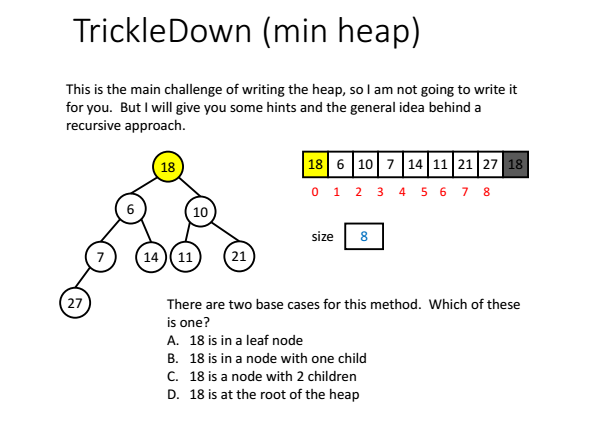 TrickleDown (min heap)
This is the main challenge of writing the heap, so I am not going to write it
for you. But I will give you some hints and the general idea behind a
recursive approach.
18
18 6 10 7 14 11 21 27 18
0 1 2 3 4 5 6 7 8
6 10
size 8
7 14 11 21
27
There are two base cases for this method. Which of these
is one?
A. 18 is in a leaf node
B. 18 is in a node with one child
C. 18 is a node with 2 children
D. 18 is at the root of the heap